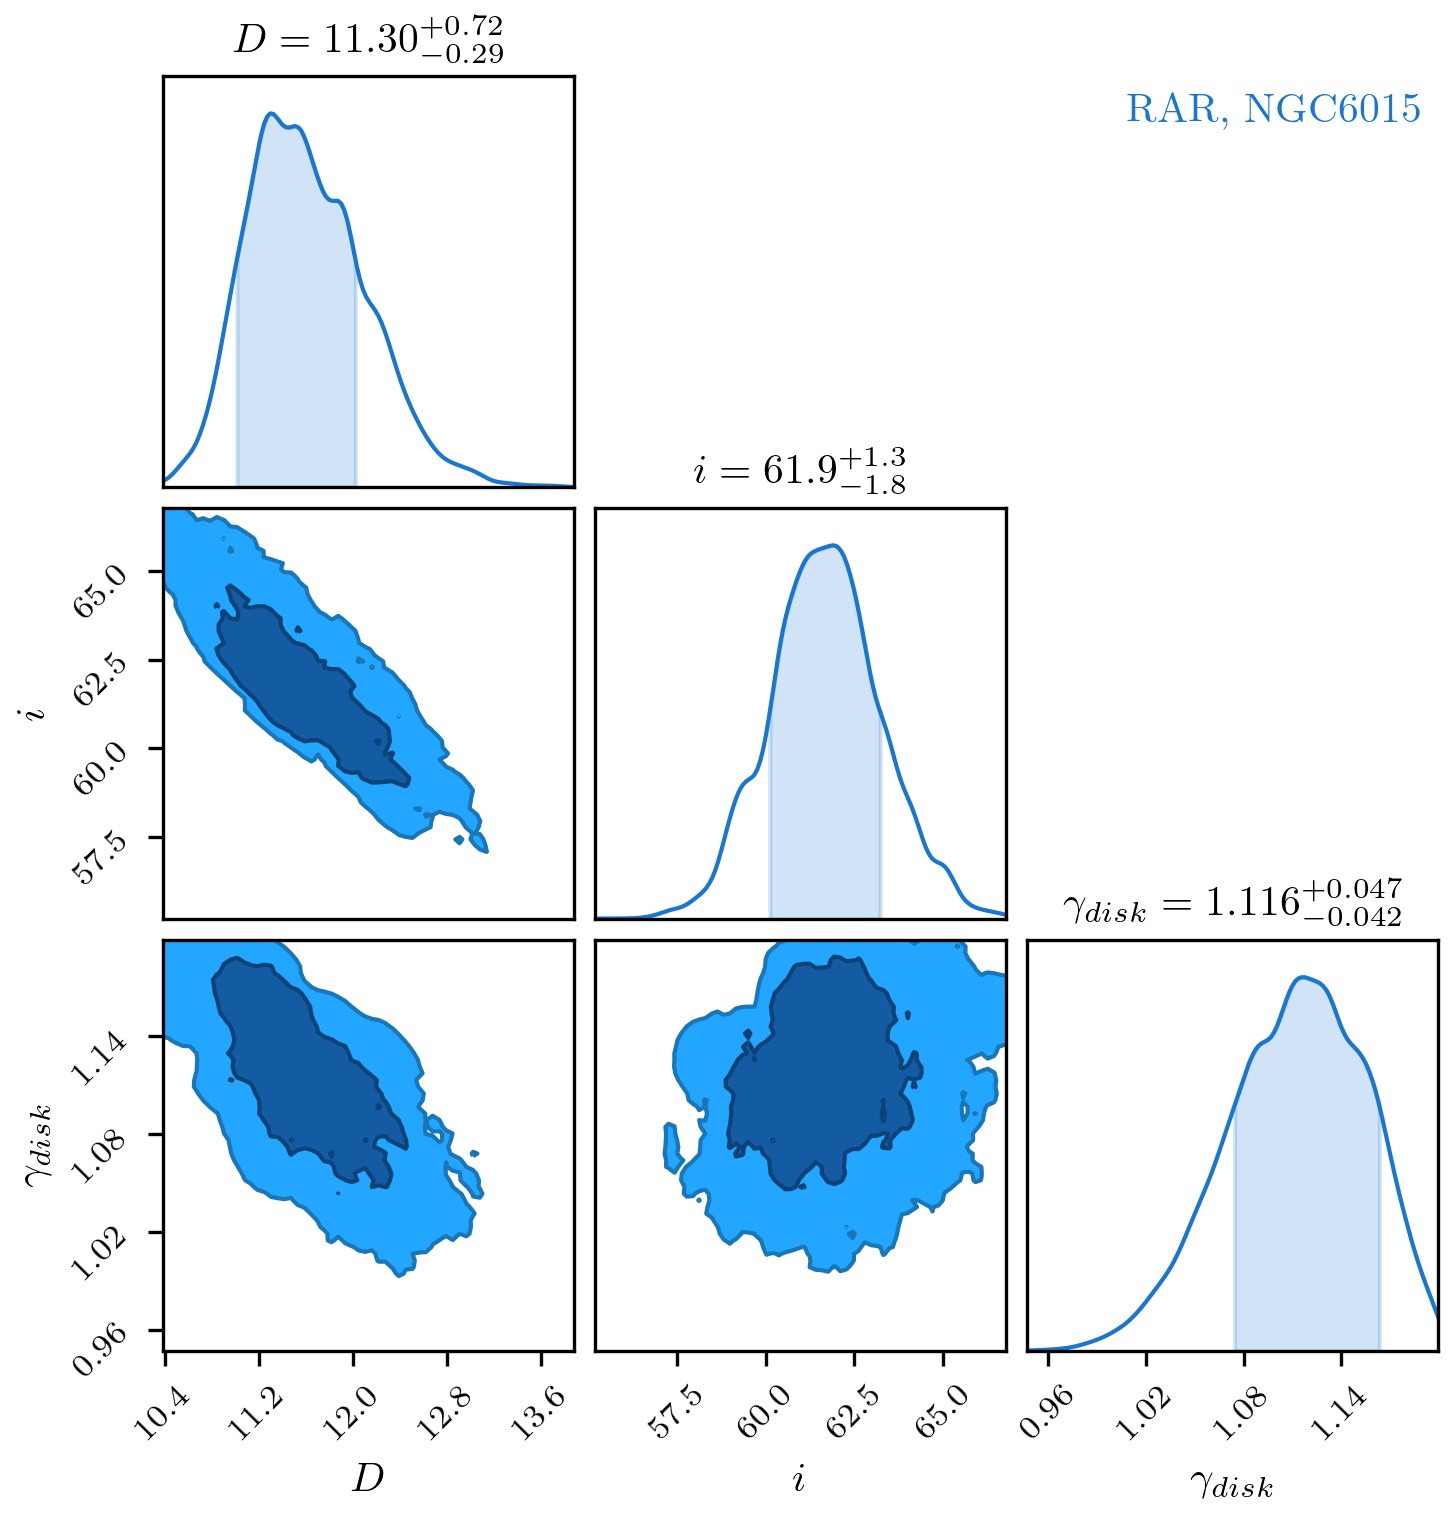 D = 11.30^{+0.72}_{-0.29}
RAR, NGC6015
i = 61.9^{+1.3}_{-1.8}
65.0
62.5
60.0
57.5
i
γ_{disk} = 1.116^{+0.047}_{-0.042}
1.14
1.08
1.02
0.96
γ_{disk}
10.4 11.2 12.0 12.8 13.6
57.5 60.0 62.5 65.0
0.96 1.02 1.08 1.14
D
i
γ_{disk}